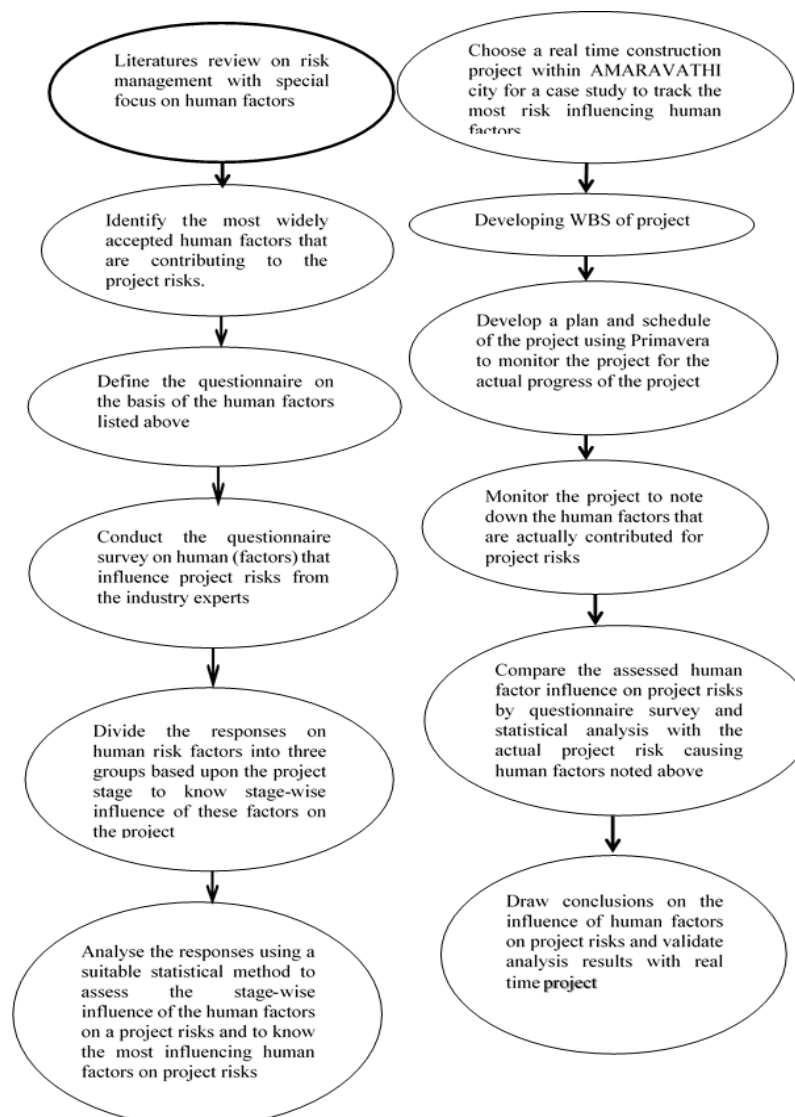 Literatures review on risk
management with special
focus on human factors
Identify the most widely
accepted human factors that
are contributing to the
project risks.
Define the questionnaire on
the basis of the human factors
listed above
Conduct the questionnaire
survey on human (factors) that
influence project risks from
the industry experts
Divide the responses on
human risk factors into three
groups based upon the project
stage to know stage-wise
influence of these factors on
the project
Analyse the responses using a
suitable statistical method to
assess the stage-wise
influence of the human factors
on a project risks and to know
the most influencing human
factors on project risks
Choose a real time construction
project within AMARAVATHI
city for a case study to track the
most risk influencing human
factors
Developing WBS of project
Develop a plan and schedule
of the project using Primavera
to monitor the project for the
actual progress of the project
Monitor the project to note
down the human factors that
are actually contributed for
project risks
Compare the assessed human
factor influence on project risks
by questionnaire survey and
statistical analysis with the
actual project risk causing
human factors noted above
Draw conclusions on the
influence of human factors
on project risks and validate
analysis results with real
time project